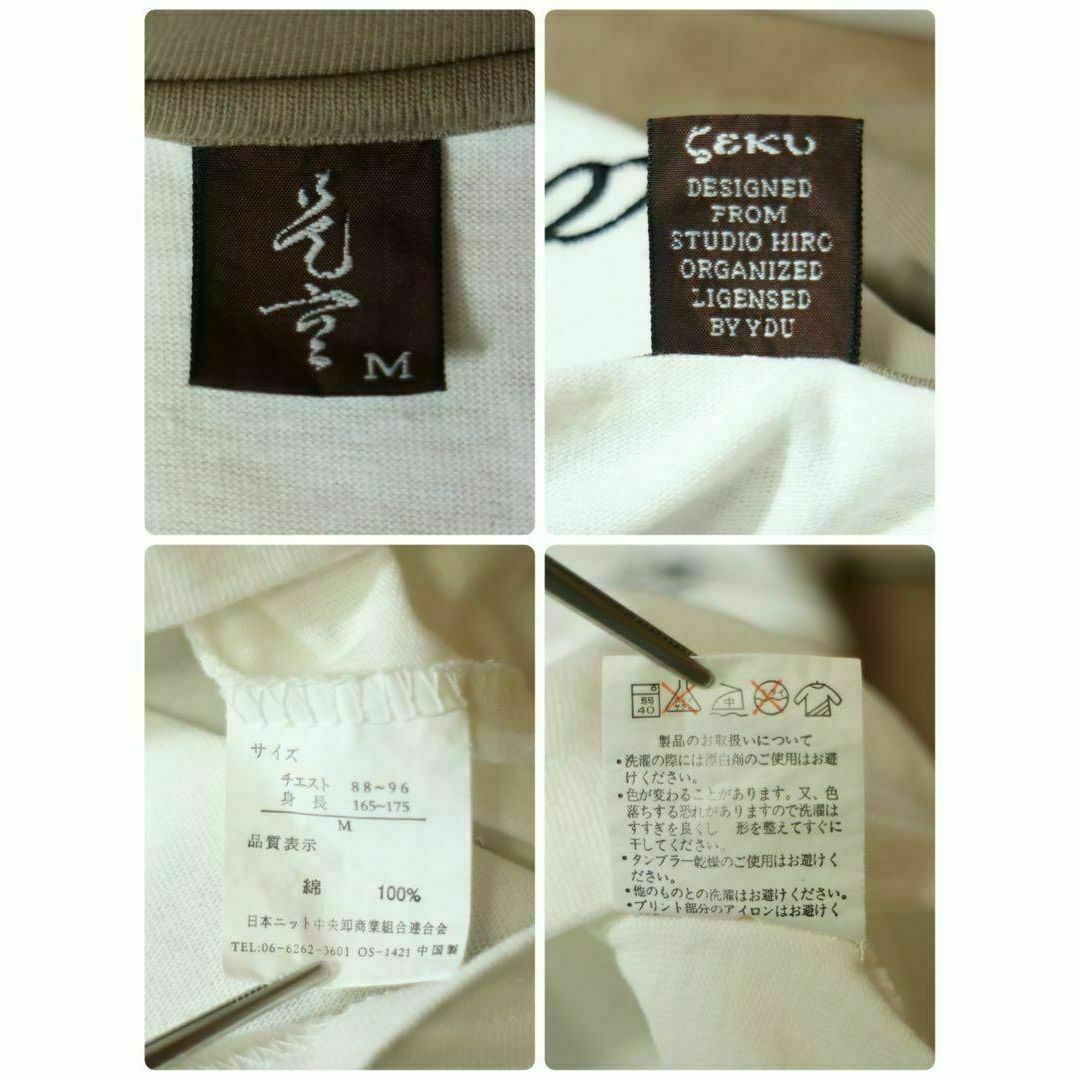 是空
M
ζεκυ
DESIGNED
FROM
STUDIO HIRO
ORGANIZED
LIGENSED
BY YDU
サイズ
チエスト 88~96
身長 165~175
M
品質表示
綿 100%
日本ニット中央卸商業組合連合会
TEL:06-6262-3601 OS-1421 中国製
弱
40
中
製品のお取扱いについて
・洗濯の際には漂白剤のご使用はお避
けください。
・色が変わることがあります。又、色
落ちする恐れがありますので洗濯は
すすぎを良くし 形を整えてすぐに
干してください。
・タンブラー乾燥のご使用はお避けく
ださい。
・他のものとの洗濯はお避けください。
・プリント部分のアイロンはお避けく